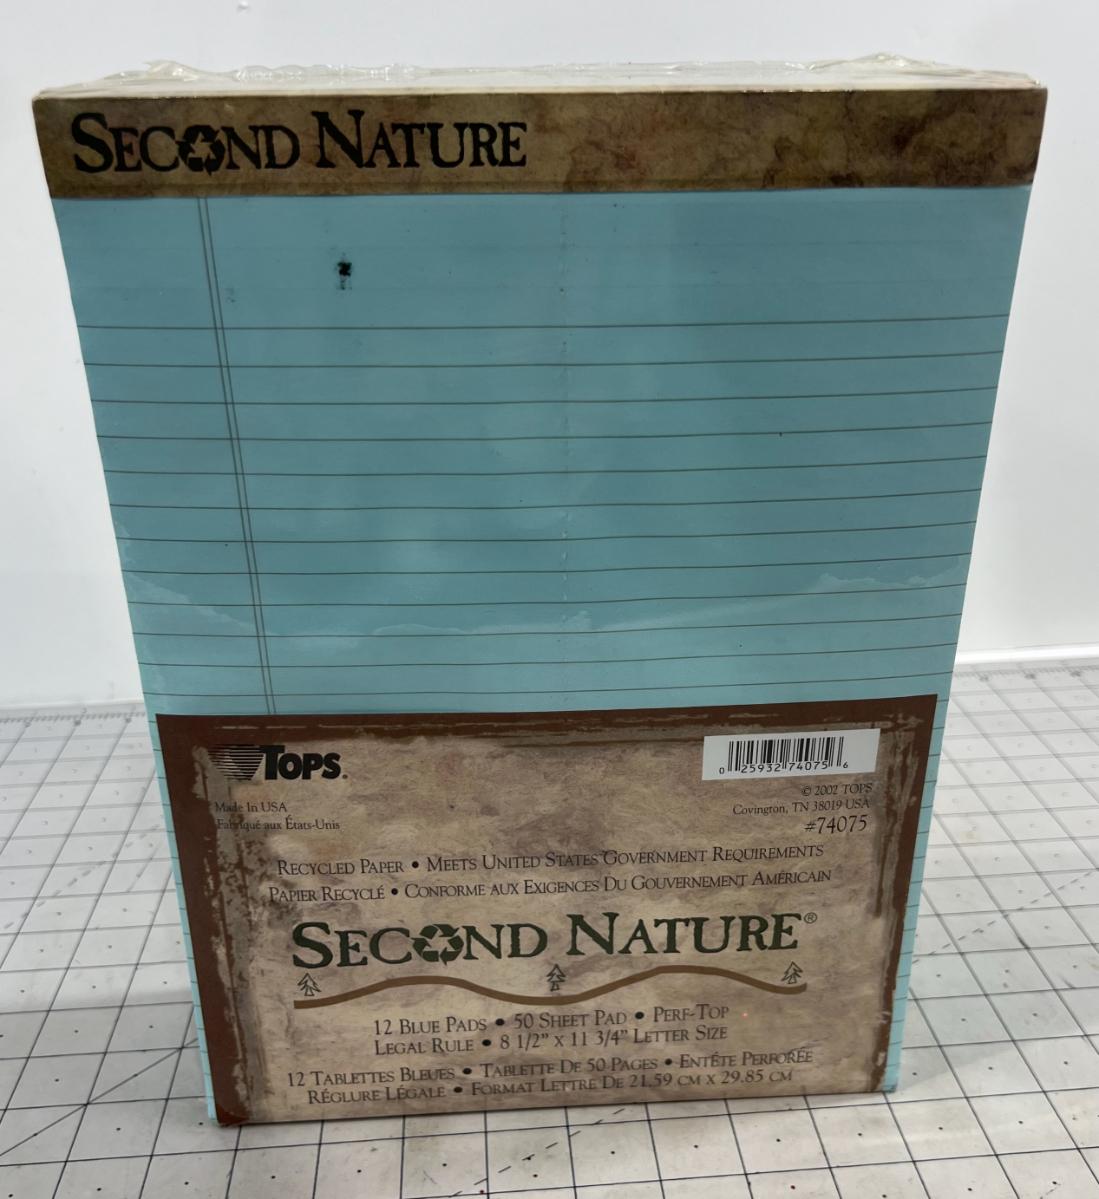 SECOND NATURE
TOPS®
0 25932 74075 6
Made In USA
Fabriqué aux États-Unis
© 2002 TOPS
Covington, TN 38019 USA
#74075
RECYCLED PAPER • MEETS UNITED STATES GOVERNMENT REQUIREMENTS
PAPIER RECYCLÉ • CONFORME AUX EXIGENCES DU GOUVERNEMENT AMÉRICAIN
SECOND NATURE®
12 BLUE PADS • 50 SHEET PAD • PERF-TOP
LEGAL RULE • 8 1/2" X 11 3/4" LETTER SIZE
12 TABLETTES BLEUES • TABLETTE DE 50 PAGES • ENTÊTE PERFORÉE
RÉGLURE LÉGALE • FORMAT LETTRE DE 21.59 CM X 29.85 CM